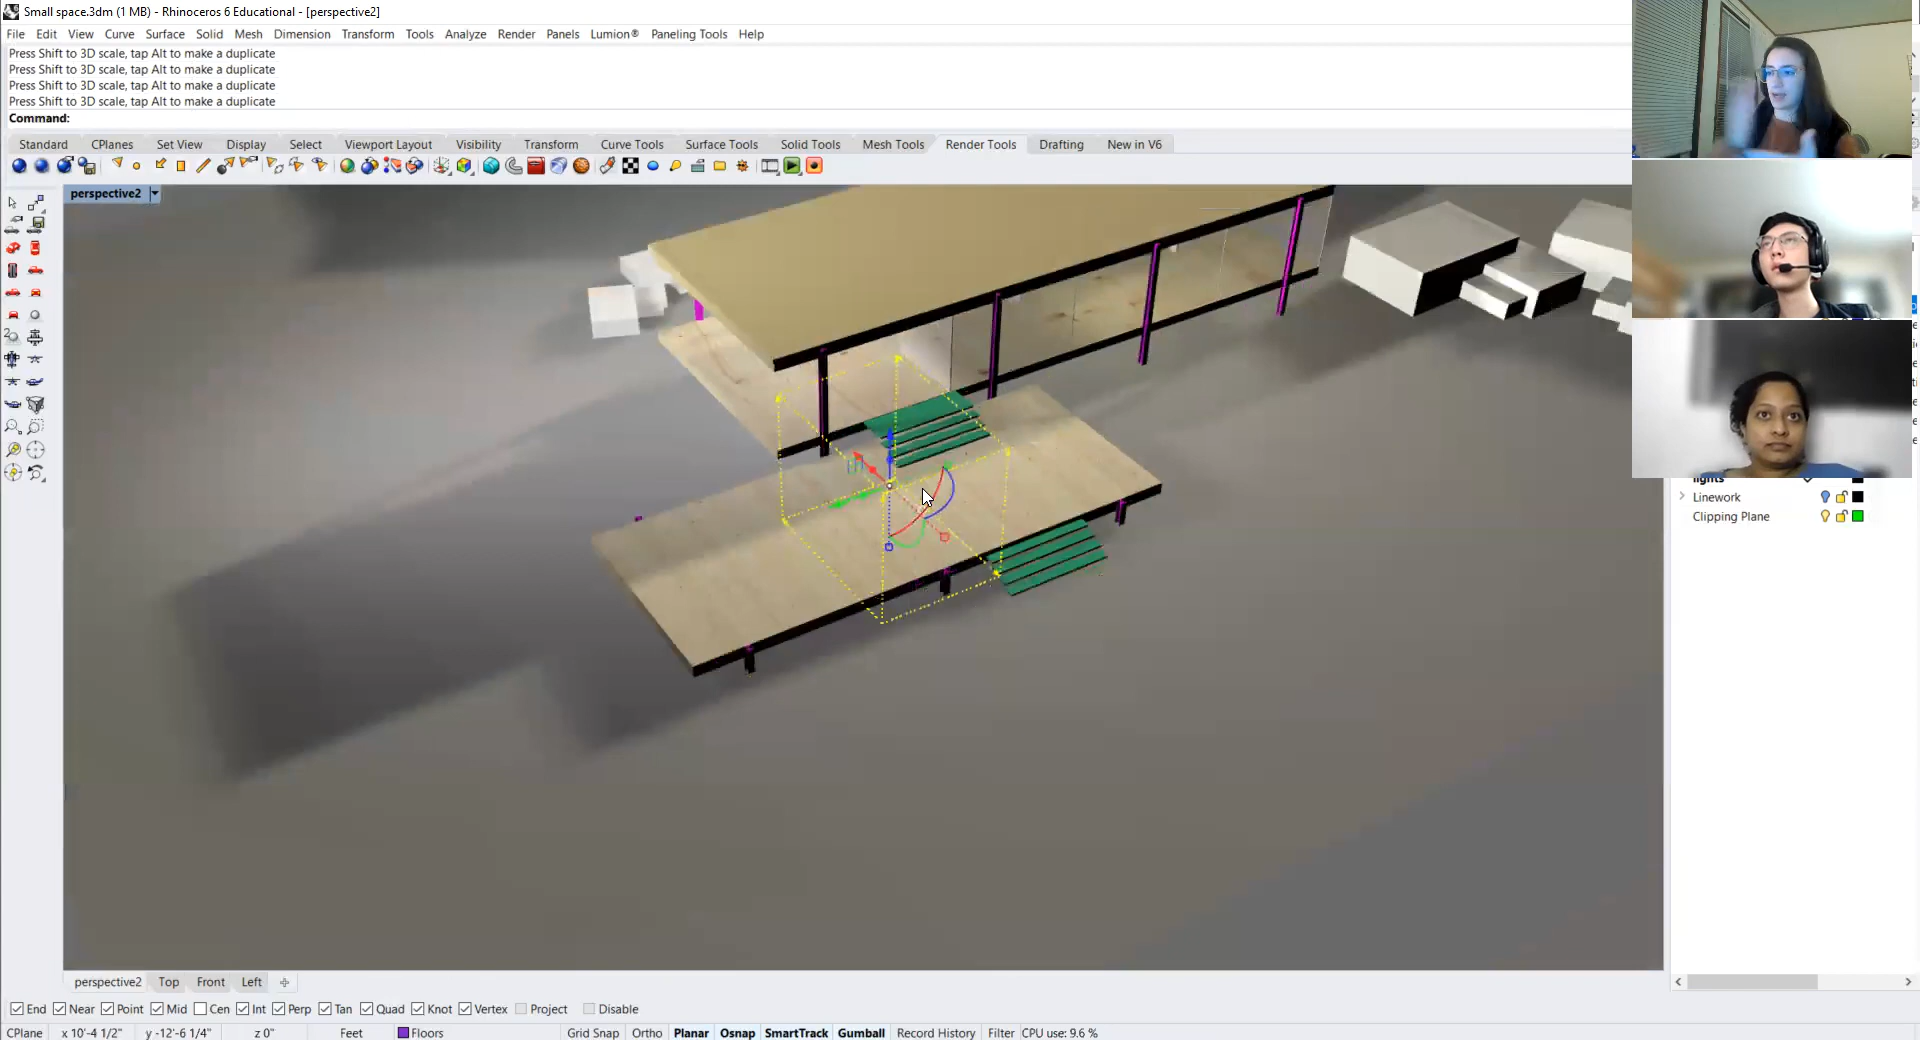 Small space.3dm (1 MB) - Rhinoceros 6 Educational - [perspective2]
File Edit View Curve Surface Solid Mesh Dimension Transform Tools Analyze Render Panels Lumion® Paneling Tools Help
Press Shift to 3D scale, tap Alt to make a duplicate
Press Shift to 3D scale, tap Alt to make a duplicate
Press Shift to 3D scale, tap Alt to make a duplicate
Press Shift to 3D scale, tap Alt to make a duplicate
Command:
Standard CPlanes Set View Display Select Viewport Layout Visibility Transform Curve Tools Surface Tools Solid Tools Mesh Tools Render Tools Drafting New in V6
perspective2
lights
Linework
Clipping Plane
perspective2 Top Front Left
End Near Point Mid Cen Int Perp Tan Quad Knot Vertex Project Disable
CPlane x 10'-4 1/2" y -12'-6 1/4" z 0" Feet Floors Grid Snap Ortho Planar Osnap SmartTrack Gumball Record History Filter CPU use: 9.6 %